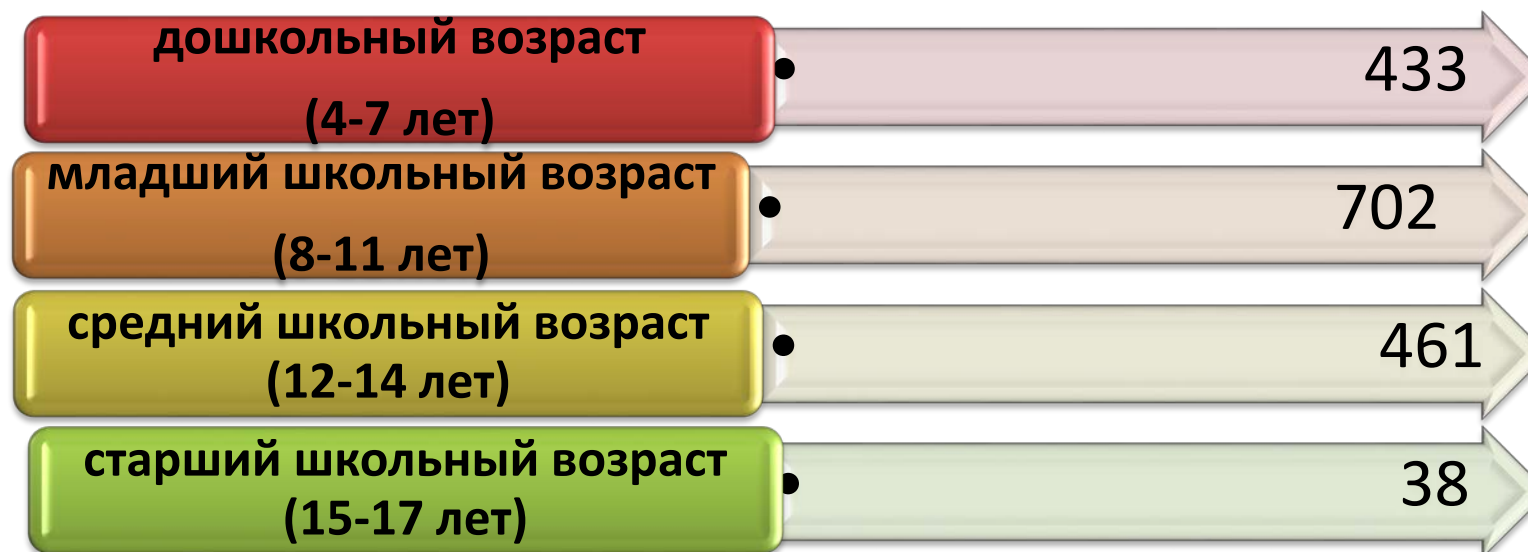 дошкольный возраст
(4-7 лет)
• 433
младший школьный возраст
(8-11 лет)
• 702
средний школьный возраст
(12-14 лет)
• 461
старший школьный возраст
(15-17 лет)
• 38